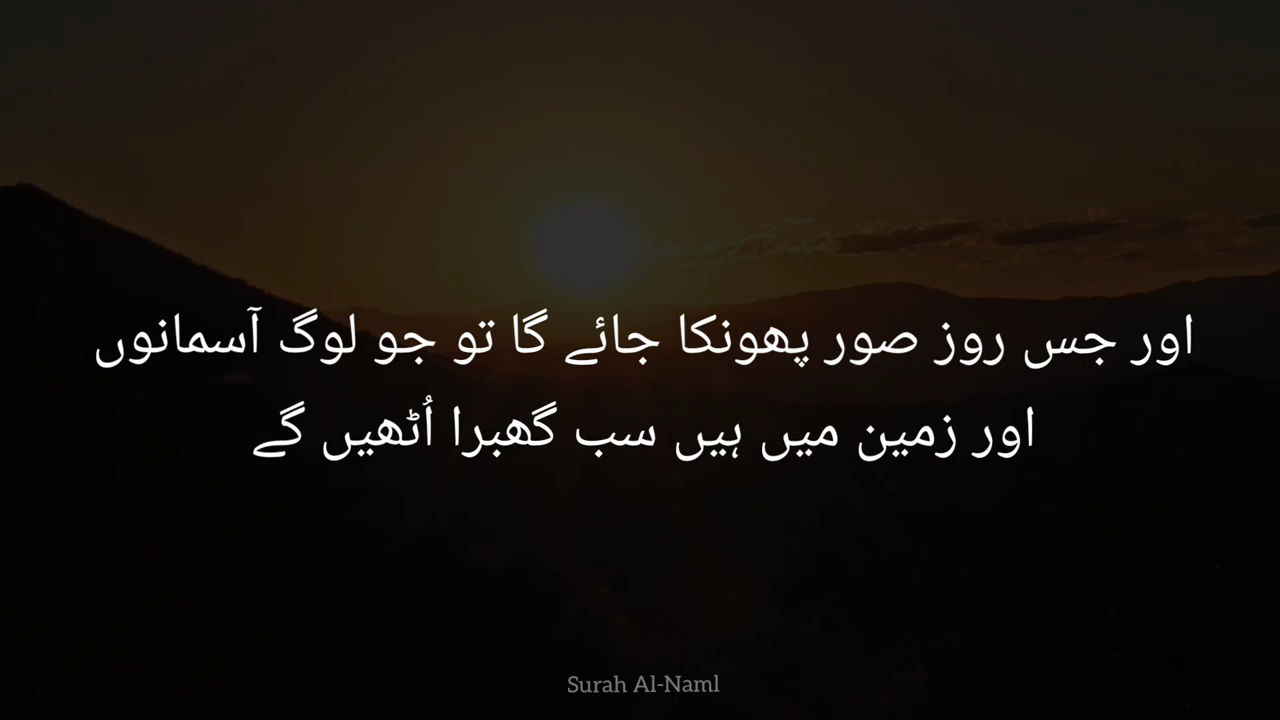 اور جس روز صور پھونکا جائے گا تو جو لوگ آسمانوں
اور زمین میں ہیں سب گھبرا اُٹھیں گے
Surah Al-Naml